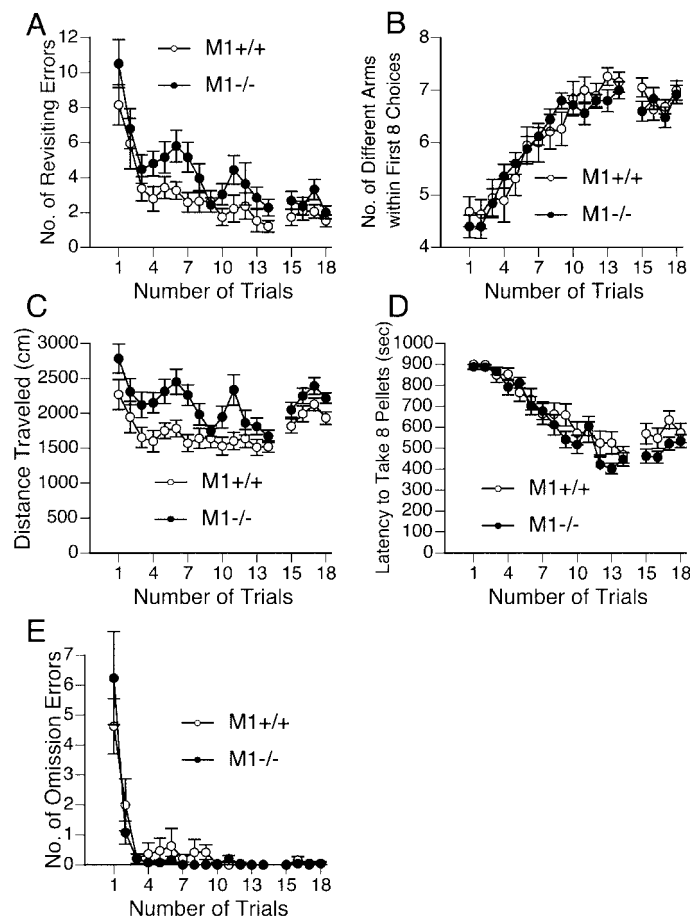 A
No. of Revisiting Errors
12
10
8
6
4
2
0
M1+/+
M1-/-
1 4 7 10 13 15 18
Number of Trials
B
No. of Different Arms
within First 8 Choices
8
7
6
5
4
M1+/+
M1-/-
1 4 7 10 13 15 18
Number of Trials
C
Distance Traveled (cm)
3000
2500
2000
1500
1000
500
0
M1+/+
M1-/-
1 4 7 10 13 15 18
Number of Trials
D
Latency to Take 8 Pellets (sec)
1000
900
800
700
600
500
400
300
200
100
0
M1+/+
M1-/-
1 4 7 10 13 15 18
Number of Trials
E
No. of Omission Errors
7
6
5
4
3
2
1
0
M1+/+
M1-/-
1 4 7 10 13 15 18
Number of Trials